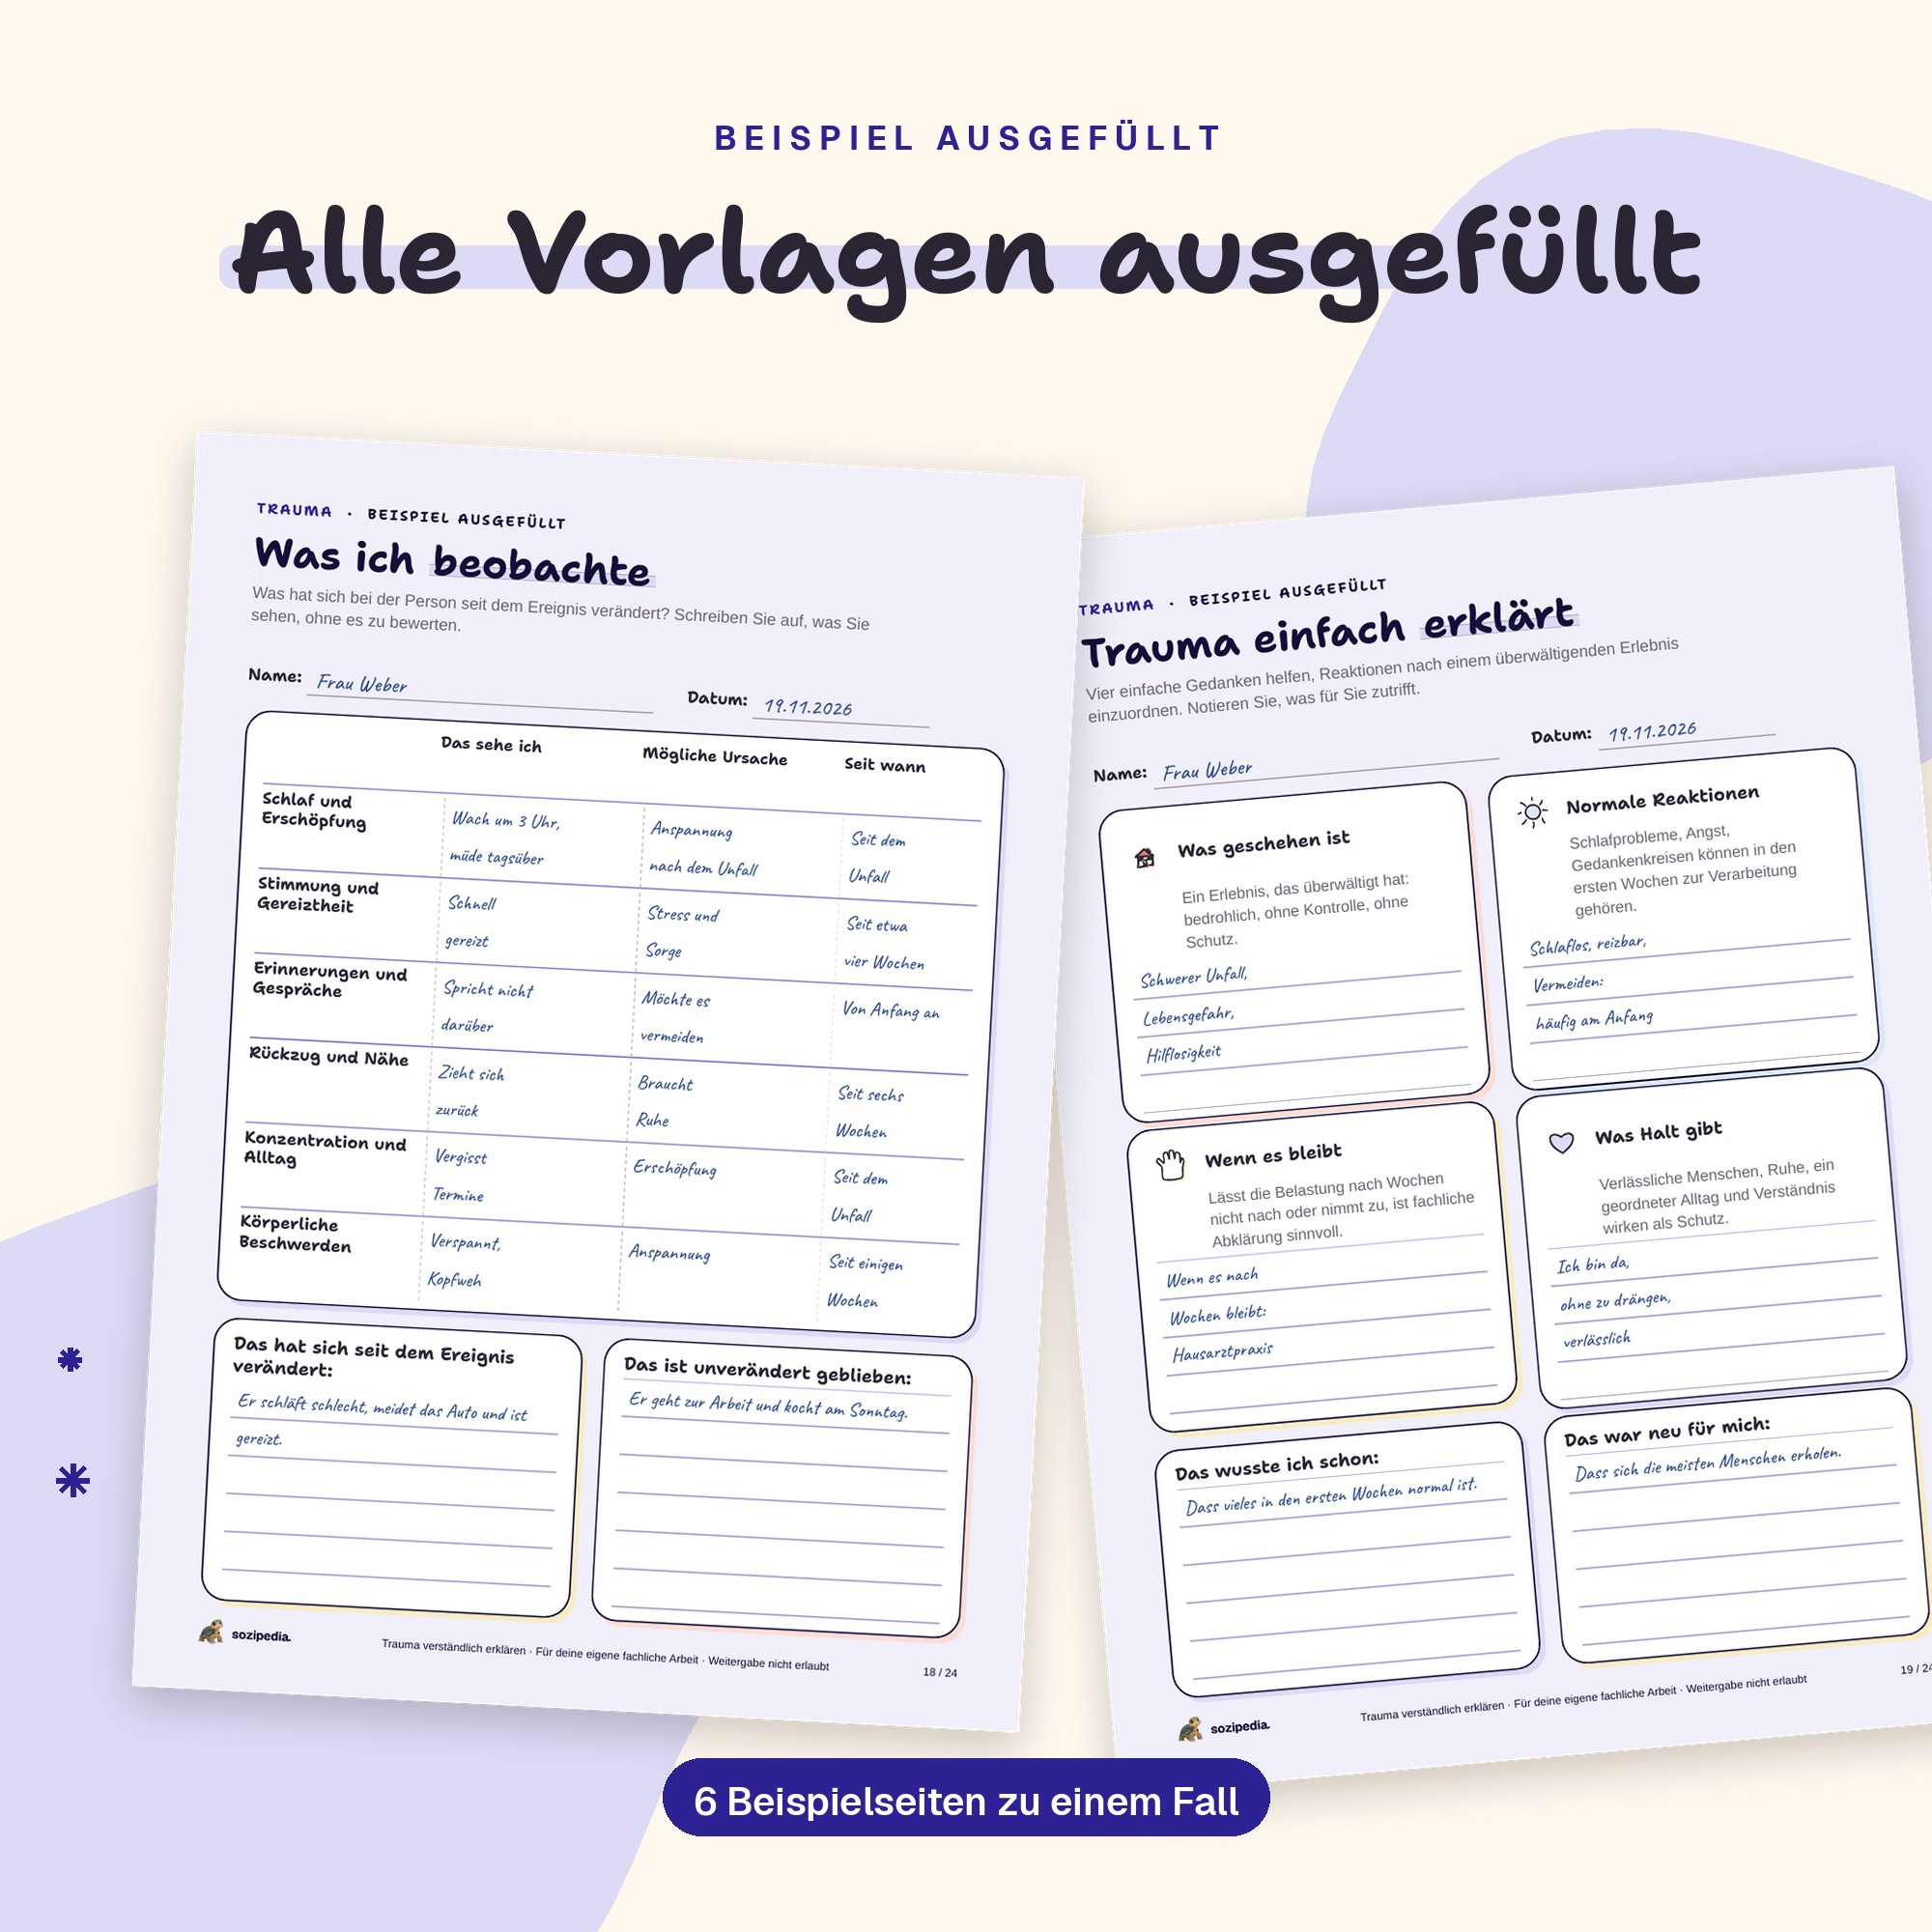 BEISPIEL AUSGEFÜLLT
Alle Vorlagen ausgefüllt
TRAUMA · BEISPIEL AUSGEFÜLLT
Was ich beobachte
Was hat sich bei der Person seit dem Ereignis verändert? Schreiben Sie auf, was Sie
sehen, ohne es zu bewerten.
Name: Frau Weber Datum: 19.11.2026
Das sehe ich Mögliche Ursache Seit wann
Schlaf und
Erschöpfung
Wach um 3 Uhr,
müde tagsüber
Anspannung
nach dem Unfall
Seit dem
Unfall
Stimmung und
Gereiztheit
Schnell
gereizt
Stress und
Sorge
Seit etwa
vier Wochen
Erinnerungen und
Gespräche
Spricht nicht
darüber
Möchte es
vermeiden
Von Anfang an
Rückzug und Nähe
Zieht sich
zurück
Braucht
Ruhe
Seit sechs
Wochen
Konzentration und
Alltag
Vergisst
Termine
Erschöpfung
Seit dem
Unfall
Körperliche
Beschwerden
Verspannt,
Kopfweh
Anspannung
Seit einigen
Wochen
Das hat sich seit dem Ereignis
verändert:
Er schläft schlecht, meidet das Auto und ist
gereizt.
Das ist unverändert geblieben:
Er geht zur Arbeit und kocht am Sonntag.
sozipedia.
Trauma verständlich erklären · Für deine eigene fachliche Arbeit · Weitergabe nicht erlaubt
18 / 24
TRAUMA · BEISPIEL AUSGEFÜLLT
Trauma einfach erklärt
Vier einfache Gedanken helfen, Reaktionen nach einem überwältigenden Erlebnis
einzuordnen. Notieren Sie, was für Sie zutrifft.
Name: Frau Weber Datum: 19.11.2026
Was geschehen ist
Ein Erlebnis, das überwältigt hat:
bedrohlich, ohne Kontrolle, ohne
Schutz.
Schwerer Unfall,
Lebensgefahr,
Hilflosigkeit
Normale Reaktionen
Schlafprobleme, Angst,
Gedankenkreisen können in den
ersten Wochen zur Verarbeitung
gehören.
Schlaflos, reizbar,
Vermeiden:
häufig am Anfang
Wenn es bleibt
Lässt die Belastung nach Wochen
nicht nach oder nimmt zu, ist fachliche
Abklärung sinnvoll.
Wenn es nach
Wochen bleibt:
Hausarztpraxis
Was Halt gibt
Verlässliche Menschen, Ruhe, ein
geordneter Alltag und Verständnis
wirken als Schutz.
Ich bin da,
ohne zu drängen,
verlässlich
Das wusste ich schon:
Dass vieles in den ersten Wochen normal ist.
Das war neu für mich:
Dass sich die meisten Menschen erholen.
sozipedia.
Trauma verständlich erklären · Für deine eigene fachliche Arbeit · Weitergabe nicht erlaubt
19 / 24
6 Beispielseiten zu einem Fall